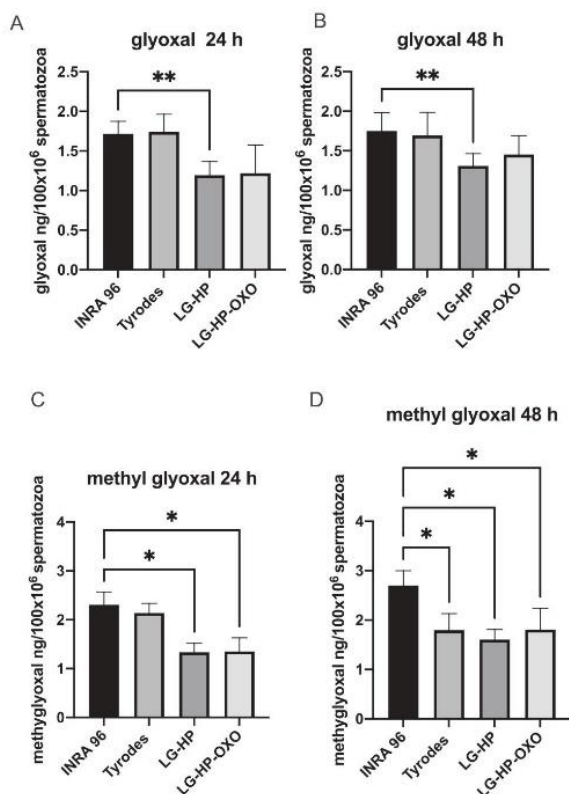 A
glyoxal 24 h
glyoxal ng/100x10⁶ spermatozoa
2.5
2.0
1.5
1.0
0.5
0.0
**
INRA 96
Tyrodes
LG-HP
LG-HP-OXO
B
glyoxal 48 h
glyoxal ng/100x10⁶ spermatozoa
2.5
2.0
1.5
1.0
0.5
0.0
**
INRA 96
Tyrodes
LG-HP
LG-HP-OXO
C
methyl glyoxal 24 h
methyglyoxal ng/100x10⁶ spermatozoa
4
3
2
1
0
*
*
INRA 96
Tyrodes
LG-HP
LG-HP-OXO
D
methyl glyoxal 48 h
methyglyoxal ng/100x10⁶ spermatozoa
4
3
2
1
0
*
*
*
INRA 96
Tyrodes
LG-HP
LG-HP-OXO